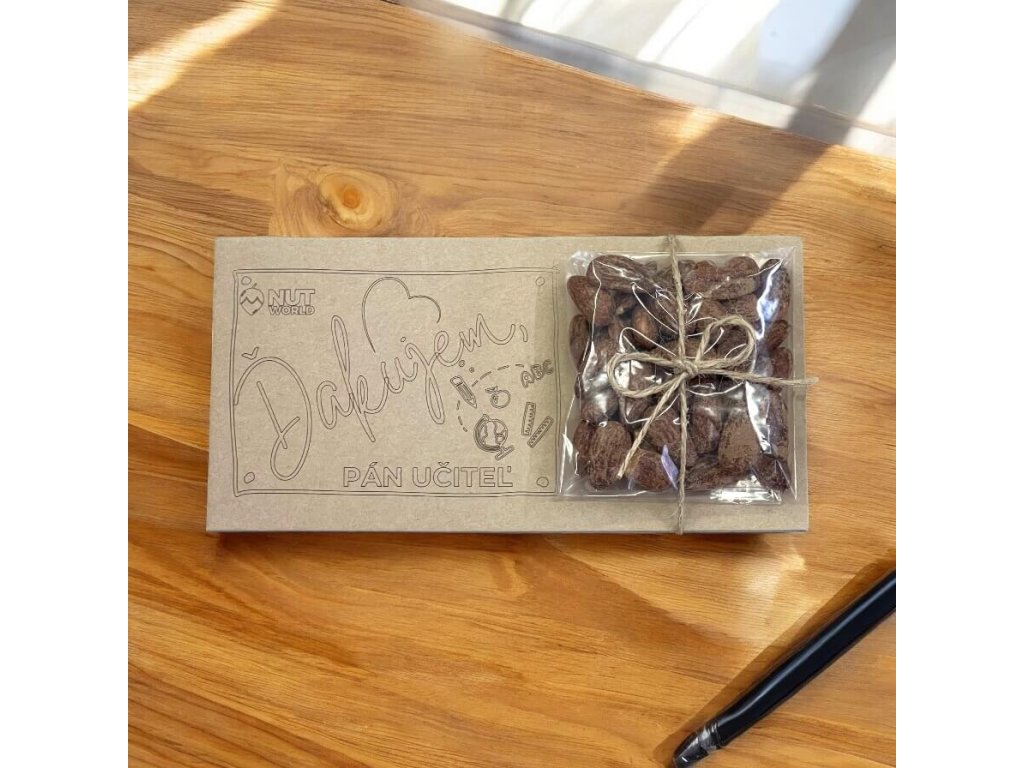 NUT
WORLD
Ďakujem,
ABC
PÁN UČITEĽ